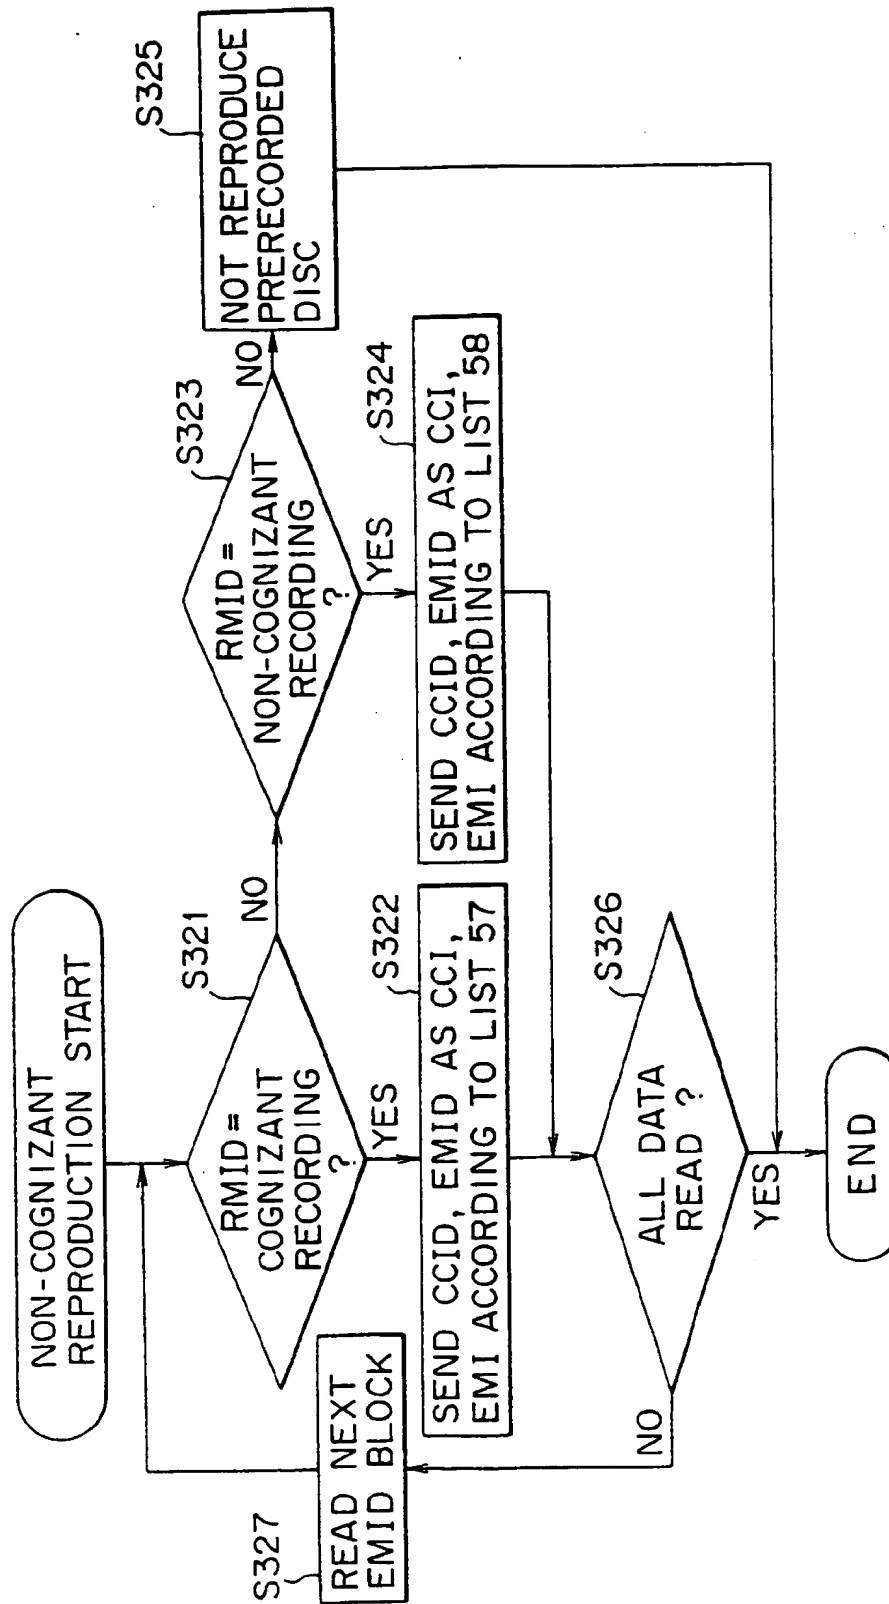 NON-COGNIZANT
REPRODUCTION START
S321
RMID=
COGNIZANT
RECORDING
?
NO
YES
S323
RMID=
NON-COGNIZANT
RECORDING
?
NO
YES
S325
NOT REPRODUCE
PRERECORDED
DISC
S322
SEND CCID, EMID AS CCI,
EMI ACCORDING TO LIST 57
S324
SEND CCID, EMID AS CCI,
EMI ACCORDING TO LIST 58
S327
READ NEXT
EMID BLOCK
S326
ALL DATA
READ ?
NO
YES
END